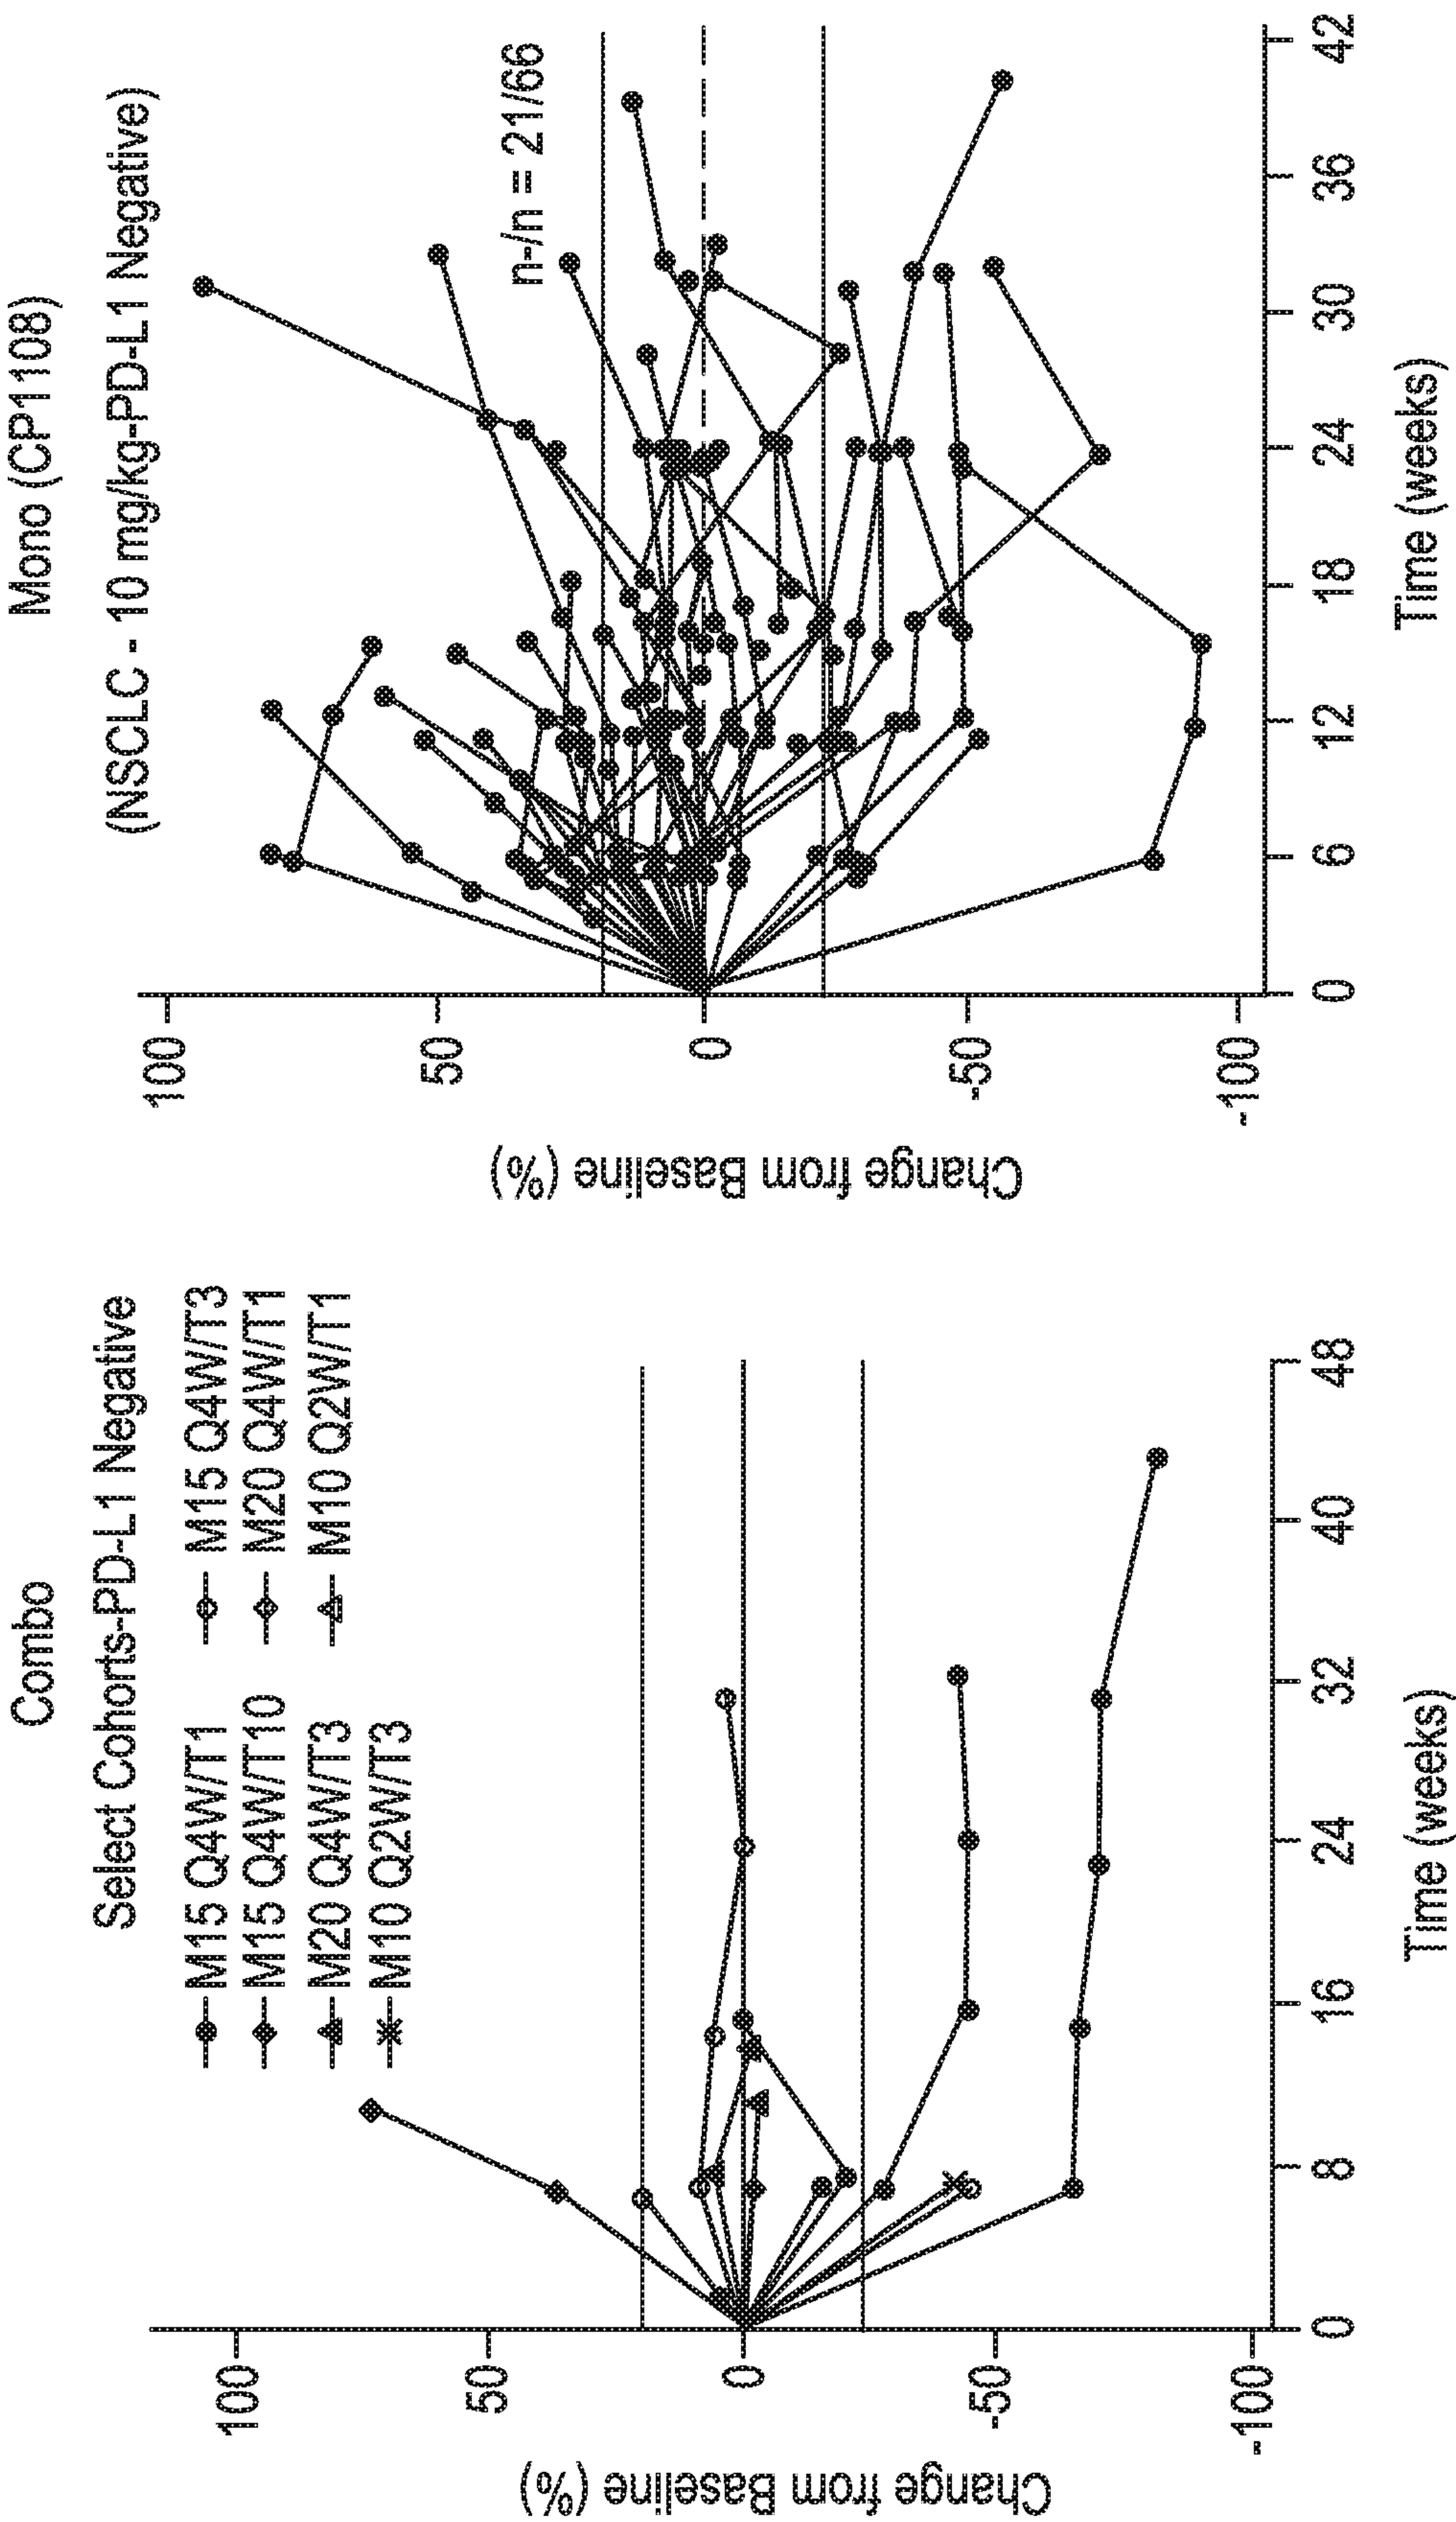 Combo
Select Cohorts-PD-L1 Negative
M15 Q4W/T1
M15 Q4W/T3
M15 Q4W/T10
M20 Q4W/T1
M20 Q4W/T3
M10 Q2W/T1
M10 Q2W/T3
Change from Baseline (%)
100
50
0
-50
-100
0
8
16
24
32
40
48
Time (weeks)
Mono (CP1108)
(NSCLC - 10 mg/kg-PD-L1 Negative)
n-/n = 21/66
Change from Baseline (%)
100
50
0
-50
-100
0
6
12
18
24
30
36
42
Time (weeks)